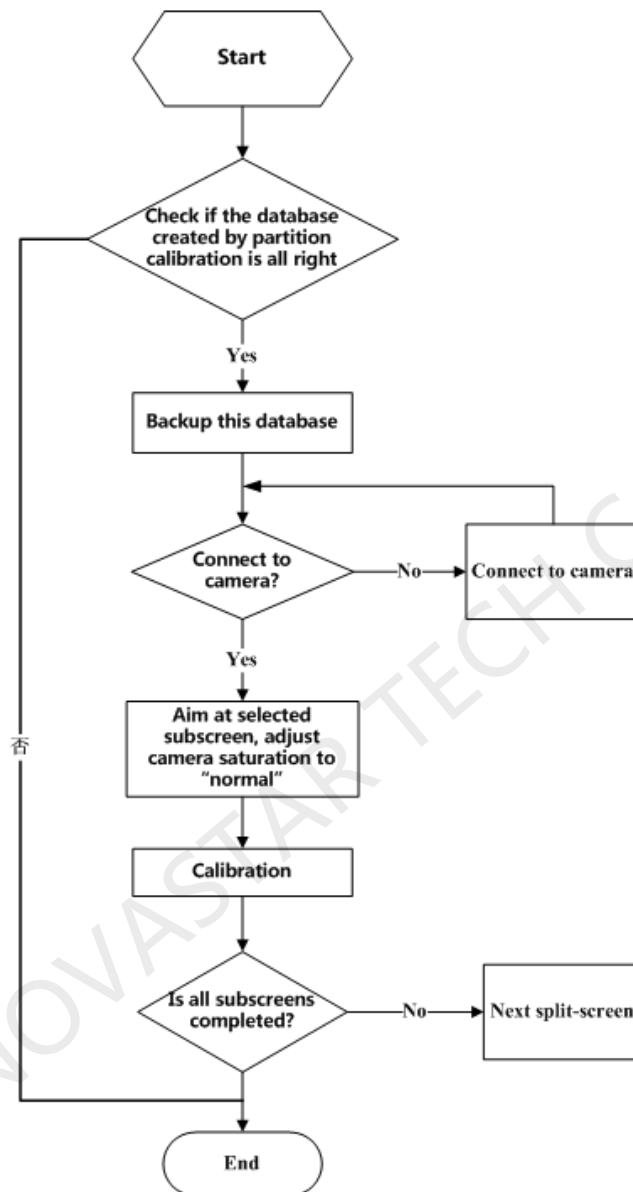 Start
Check if the database
created by partition
calibration is all right
Yes
Backup this database
Connect to
camera?
No
Connect to camera
Yes
Aim at selected
subscreen, adjust
camera saturation to
“normal”
否
Calibration
Is all subscreens
completed?
No
Next split-screen
End
NOVASTAR TECH C